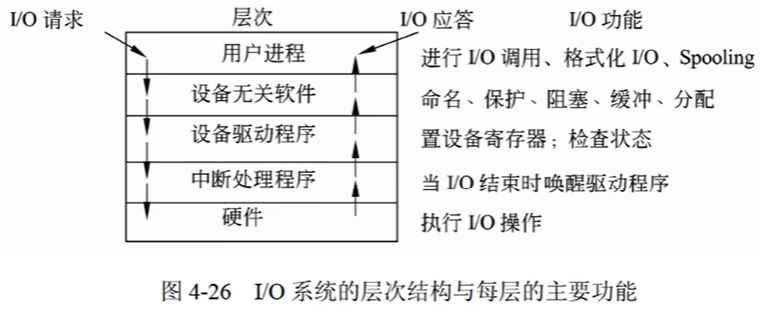 I/O 请求 层次 I/O 应答 I/O 功能
用户进程 进行 I/O 调用、格式化 I/O、Spooling
设备无关软件 命名、保护、阻塞、缓冲、分配
设备驱动程序 置设备寄存器；检查状态
中断处理程序 当 I/O 结束时唤醒驱动程序
硬件 执行 I/O 操作
图 4-26 I/O 系统的层次结构与每层的主要功能